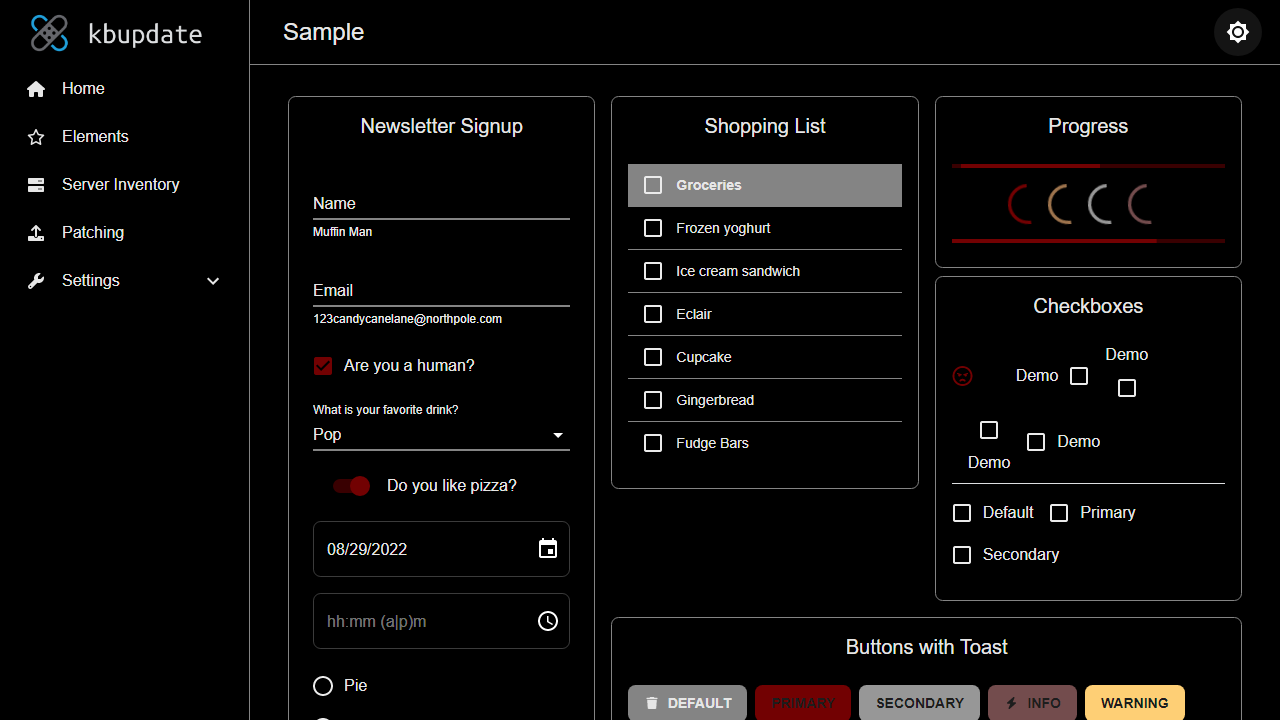 kbupdate
Sample
Home
Elements
Server Inventory
Patching
Settings
Newsletter Signup
Name
Muffin Man
Email
123candycanelane@northpole.com
Are you a human?
What is your favorite drink?
Pop
Do you like pizza?
08/29/2022
hh:mm (a|p)m
Pie
Shopping List
Groceries
Frozen yoghurt
Ice cream sandwich
Eclair
Cupcake
Gingerbread
Fudge Bars
Progress
Checkboxes
Demo
Demo
Demo
Demo
Default
Primary
Secondary
Buttons with Toast
DEFAULT
PRIMARY
SECONDARY
INFO
WARNING